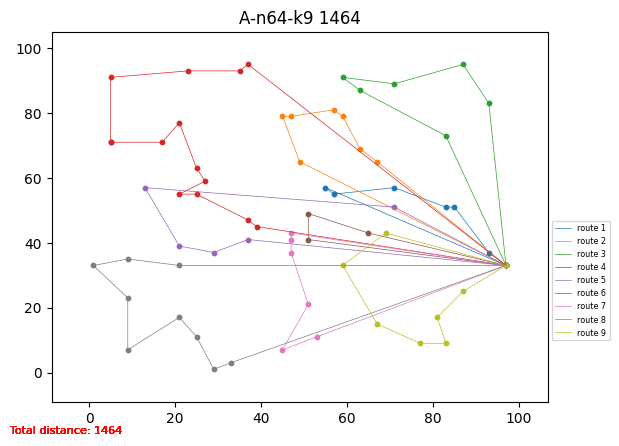 A-n64-k9 1464
100
80
60
40
20
0
0 20 40 60 80 100
route 1
route 2
route 3
route 4
route 5
route 6
route 7
route 8
route 9
Total distance: 1464